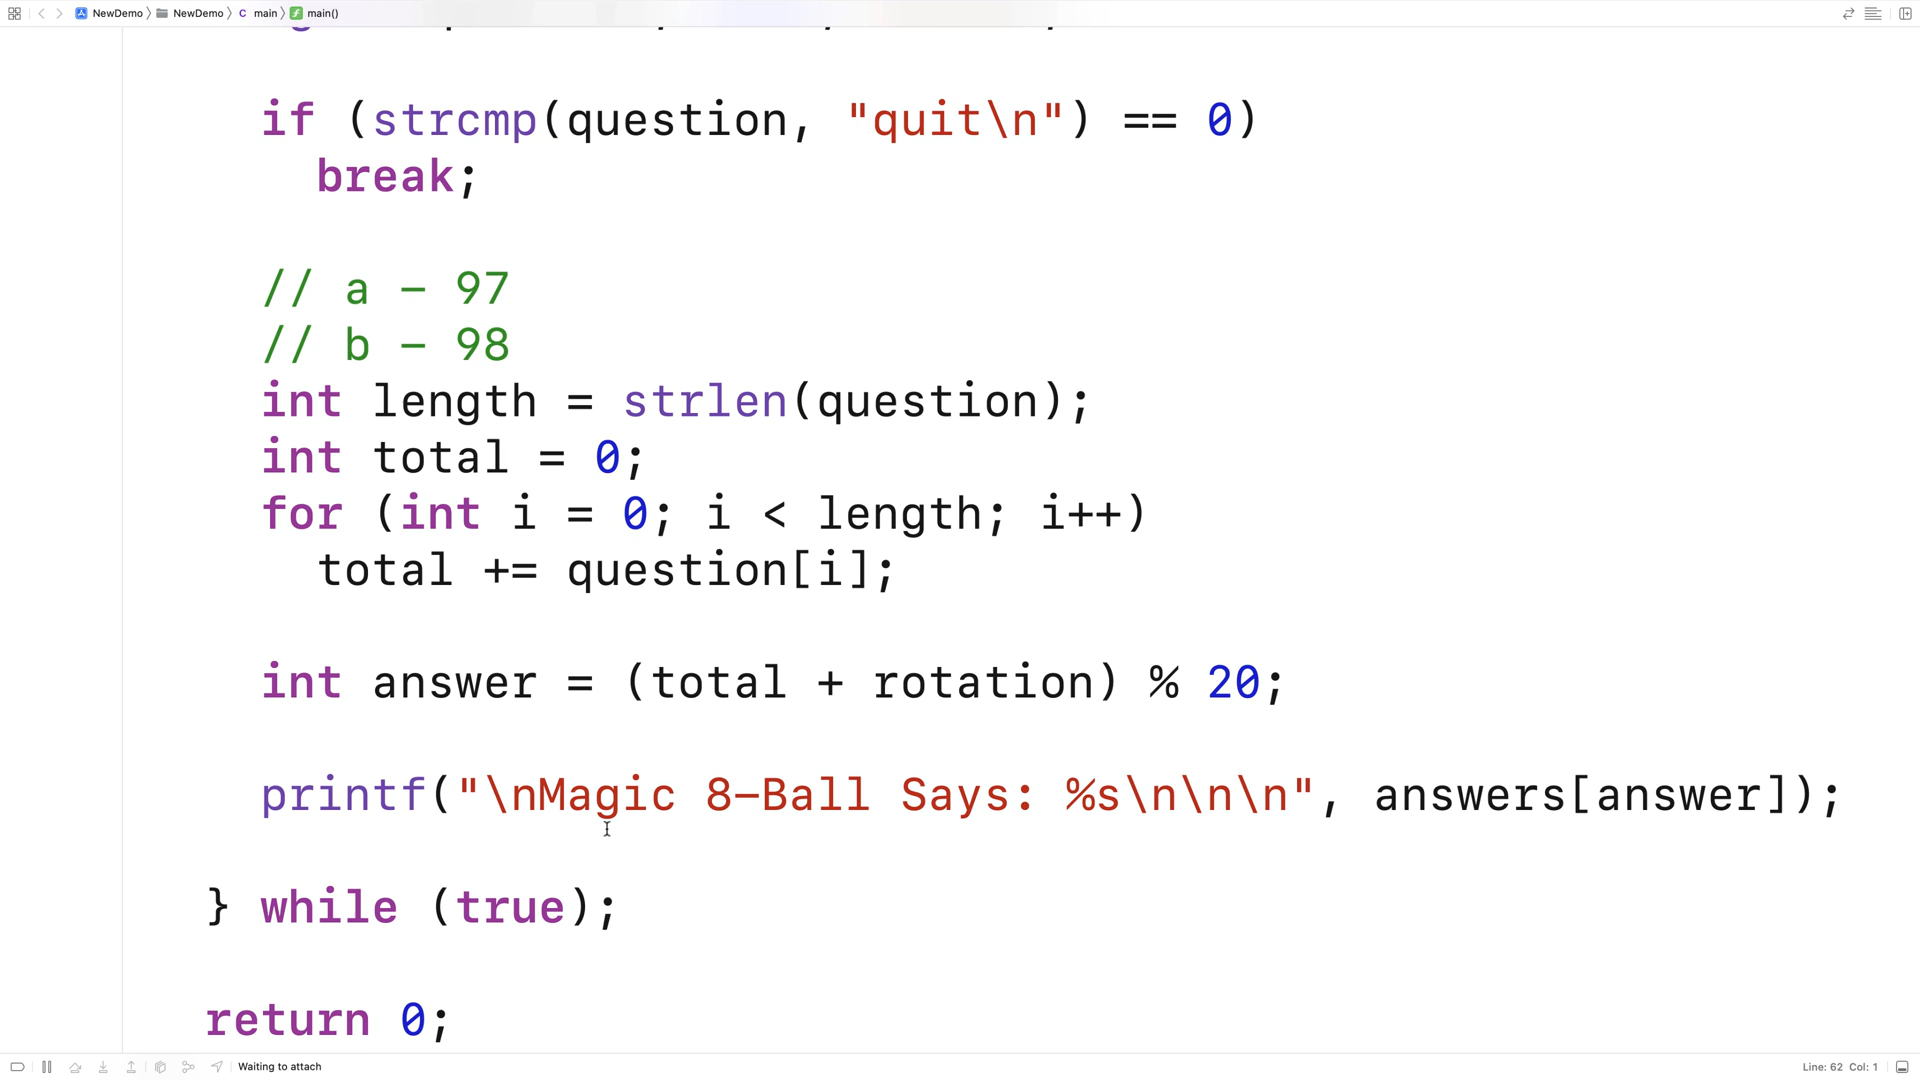 NewDemo NewDemo C main f main()
if (strcmp(question, "quit\n") == 0)
break;
// a - 97
// b - 98
int length = strlen(question);
int total = 0;
for (int i = 0; i < length; i++)
total += question[i];
int answer = (total + rotation) % 20;
printf("\nMagic 8-Ball Says: %s\n\n\n", answers[answer]);
} while (true);
return 0;
Waiting to attach Line: 62 Col: 1